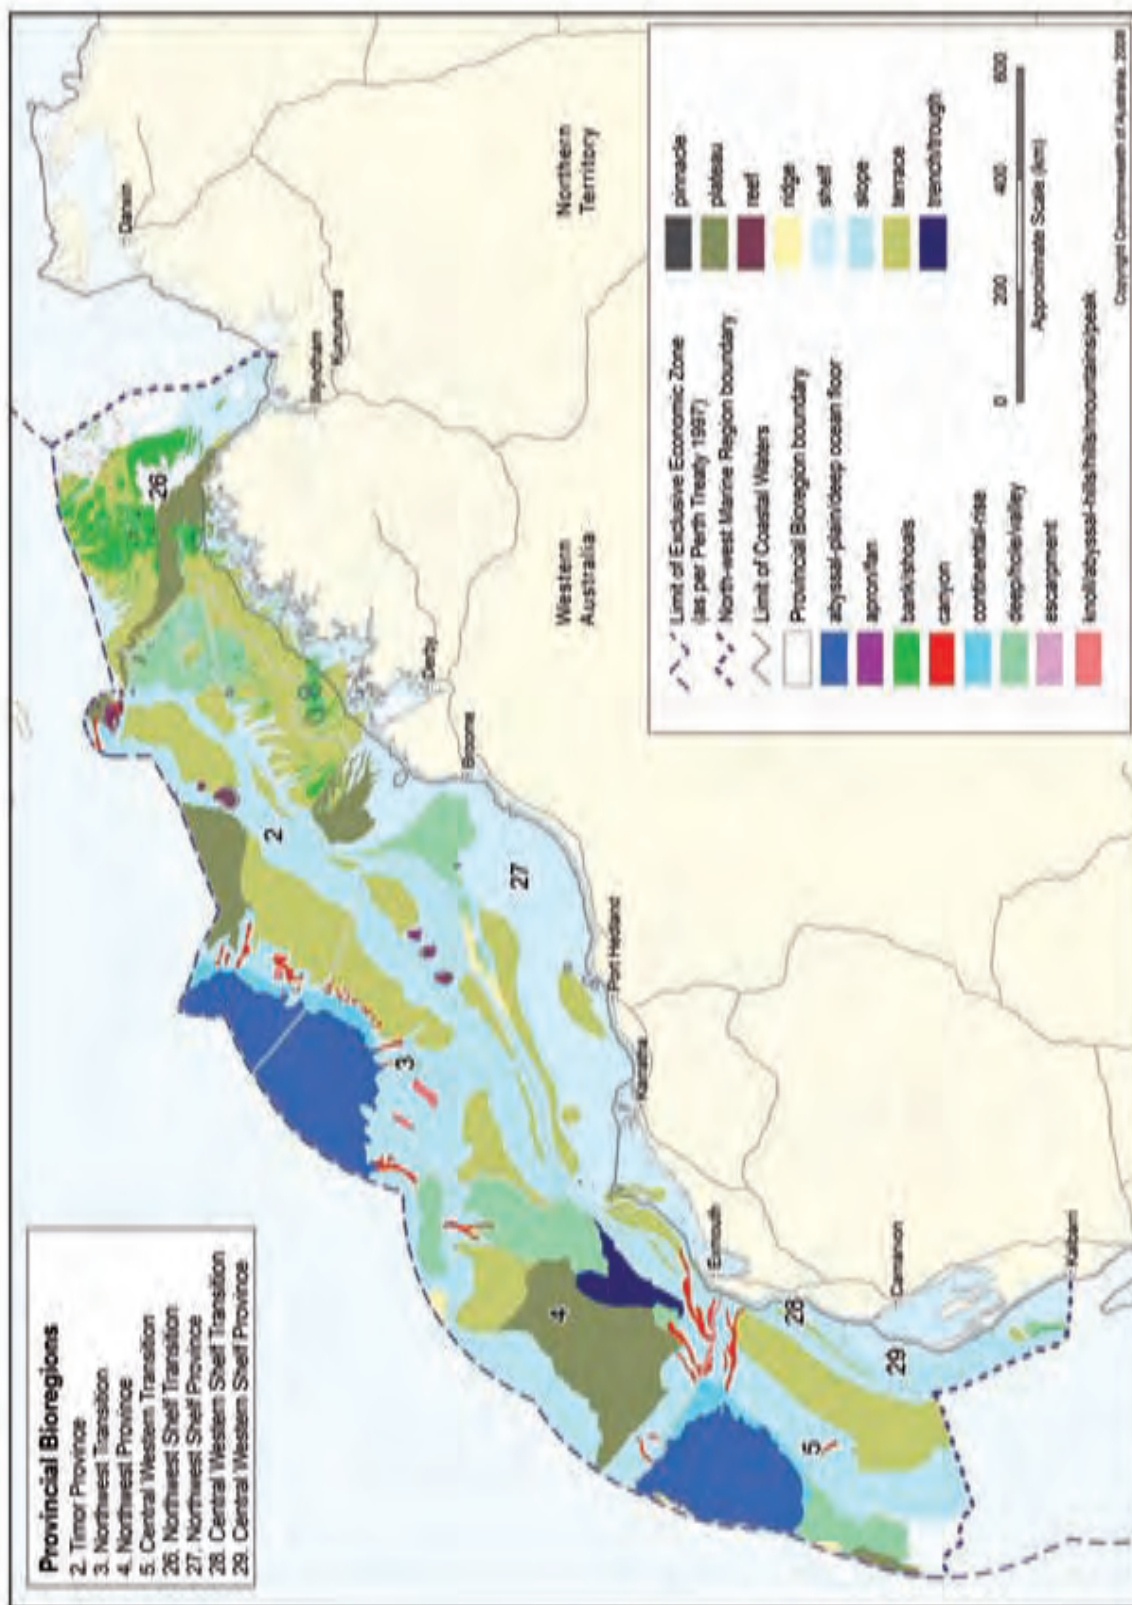 Provincial Bioregions
2. Timor Province
3. Northwest Transition
4. Northwest Province
5. Central Western Transition
26. Northwest Shelf Transition
27. Northwest Shelf Province
28. Central Western Shelf Transition
29. Central Western Shelf Province
Darwin
Wyndham
Kununurra
Northern
Territory
Western
Australia
Derby
Broome
Port Hedland
Karratha
Exmouth
Carnarvon
Kalbarri
2
3
4
5
26
27
28
29
Limit of Exclusive Economic Zone
(as per Perth Treaty 1997)
North-west Marine Region boundary
Limit of Coastal Waters
Provincial Bioregion boundary
abyssal-plain/deep ocean floor
apron/fan
bank/shoals
canyon
continental-rise
deep/hole/valley
escarpment
knoll/abyssal-hills/hills/mountains/peak
pinnacle
plateau
reef
ridge
shelf
slope
terrace
trench/trough
0 200 400 600
Approximate Scale (km)
Copyright Commonwealth of Australia, 2008